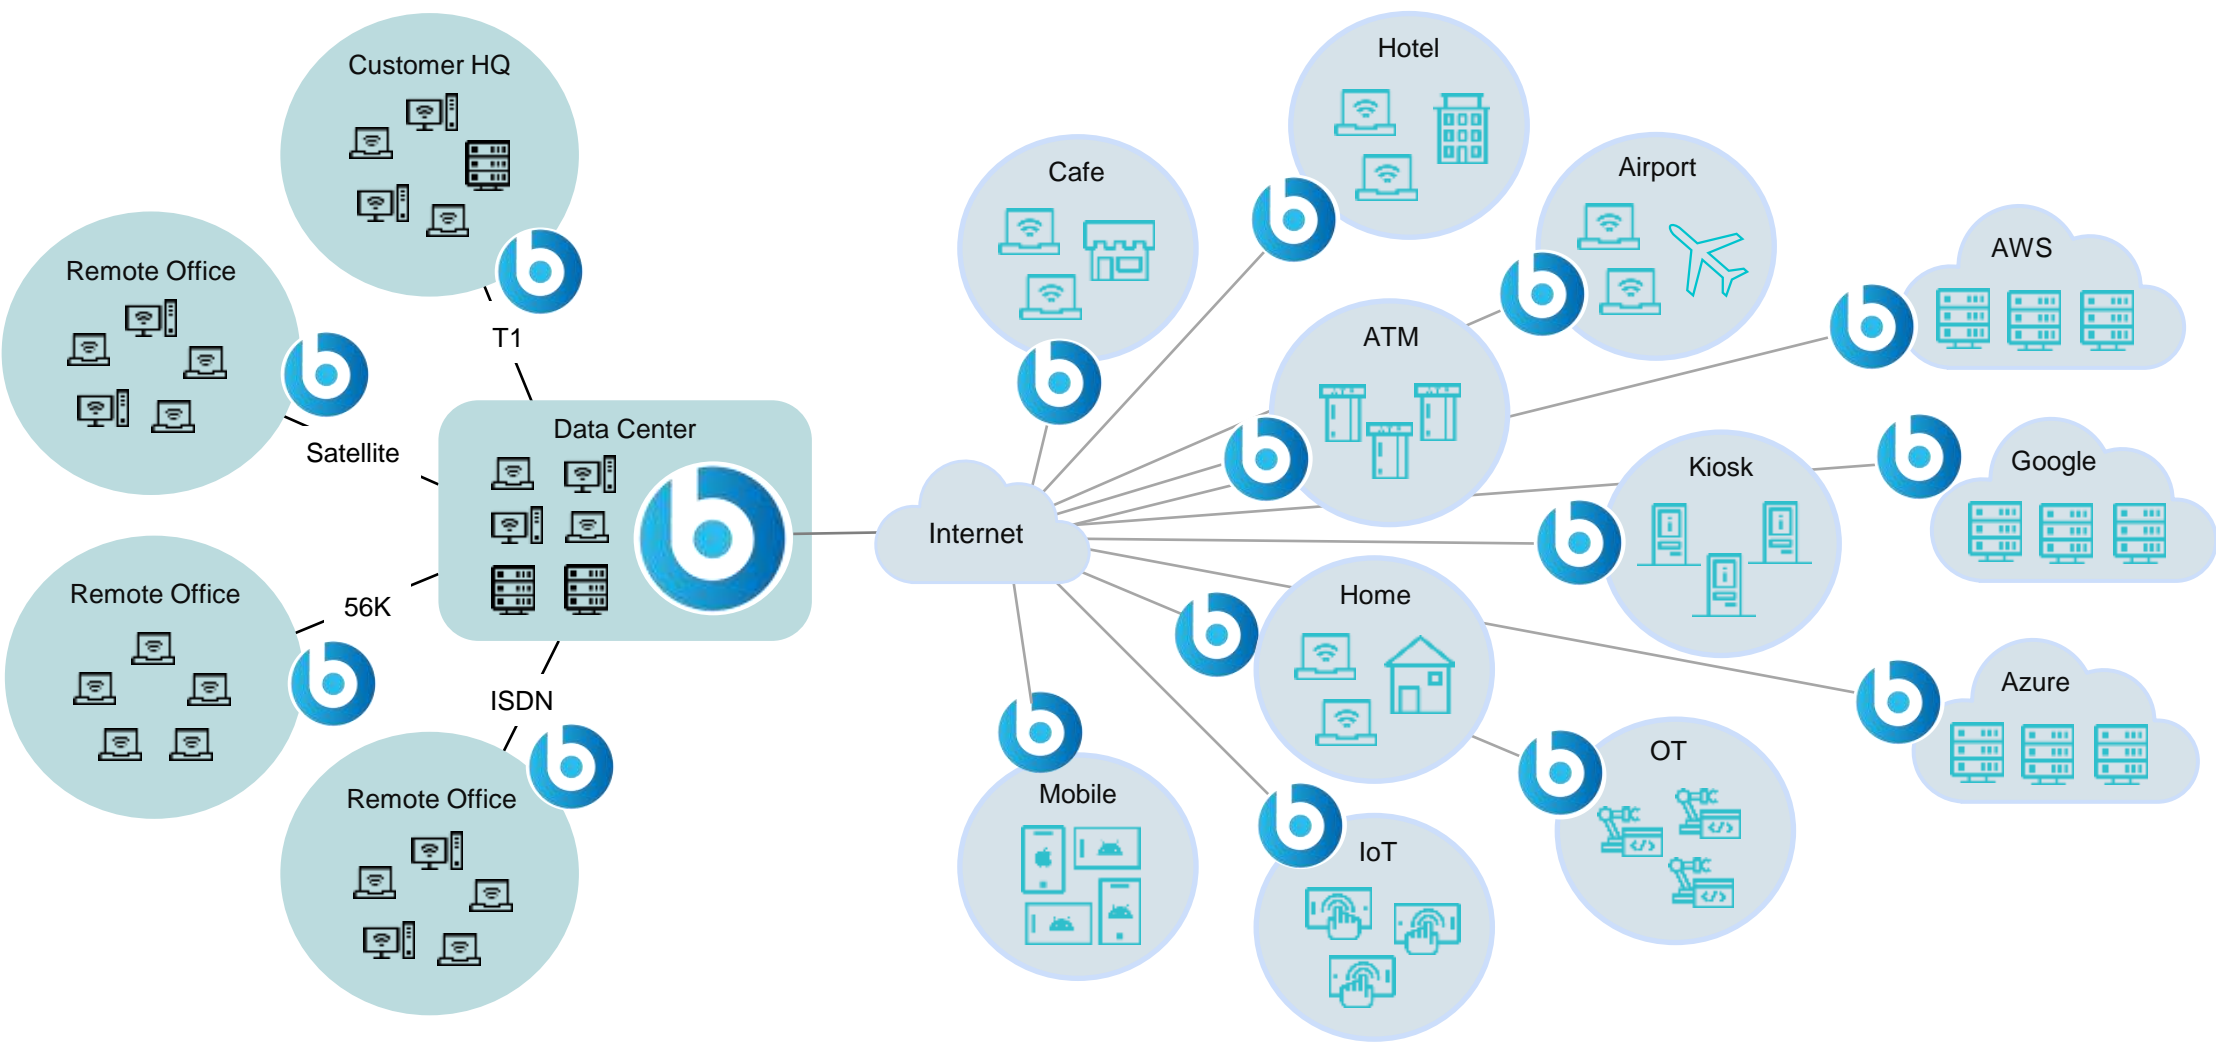 Customer HQ
Remote Office
T1
Satellite
Data Center
Remote Office
56K
ISDN
Remote Office
Internet
Cafe
Hotel
Airport
ATM
ATM
AWS
Kiosk
Google
Home
Azure
OT
Mobile
IoT